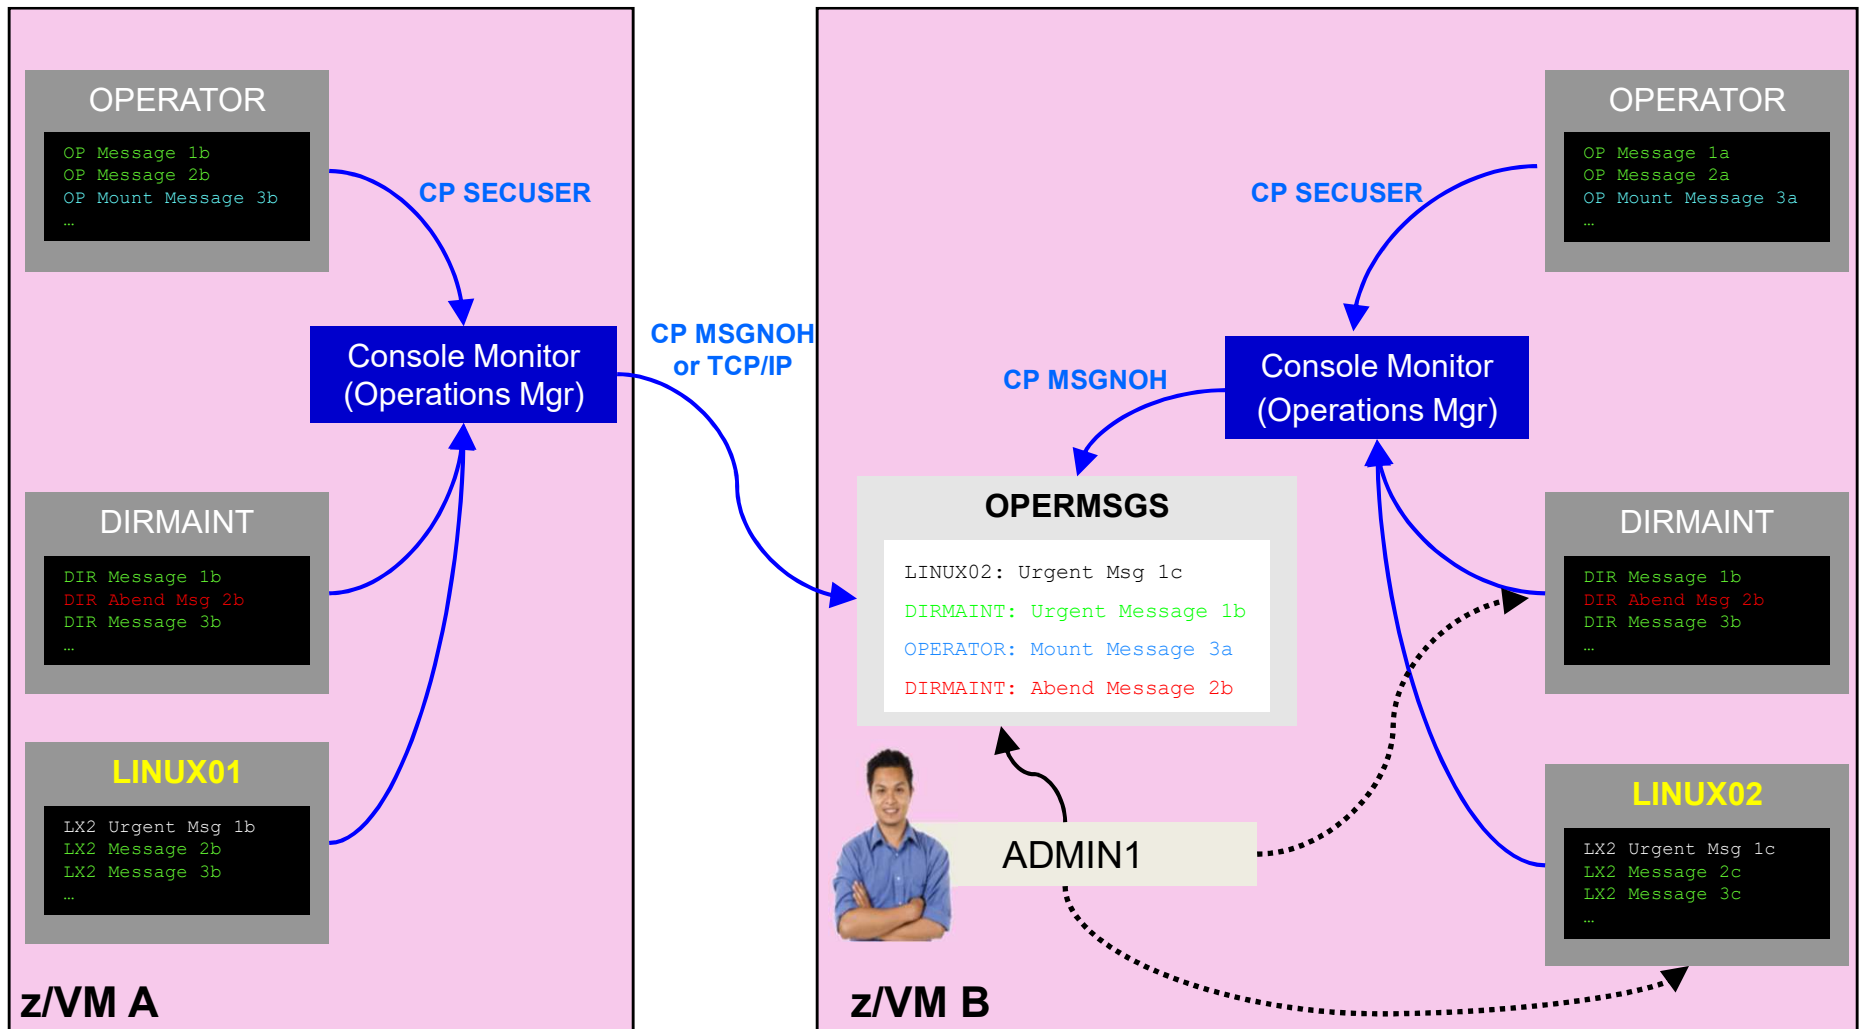 OPERATOR
OP Message 1b
OP Message 2b
OP Mount Message 3b
…
CP SECUSER
Console Monitor
(Operations Mgr)
DIRMAINT
DIR Message 1b
DIR Abend Msg 2b
DIR Message 3b
…
LINUX01
LX2 Urgent Msg 1b
LX2 Message 2b
LX2 Message 3b
…
z/VM A
CP MSGNOH
or TCP/IP
OPERATOR
OP Message 1a
OP Message 2a
OP Mount Message 3a
…
CP SECUSER
Console Monitor
(Operations Mgr)
CP MSGNOH
OPERMSGS
LINUX02: Urgent Msg 1c
DIRMAINT: Urgent Message 1b
OPERATOR: Mount Message 3a
DIRMAINT: Abend Message 2b
DIRMAINT
DIR Message 1b
DIR Abend Msg 2b
DIR Message 3b
…
ADMIN1
LINUX02
LX2 Urgent Msg 1c
LX2 Message 2c
LX2 Message 3c
…
z/VM B